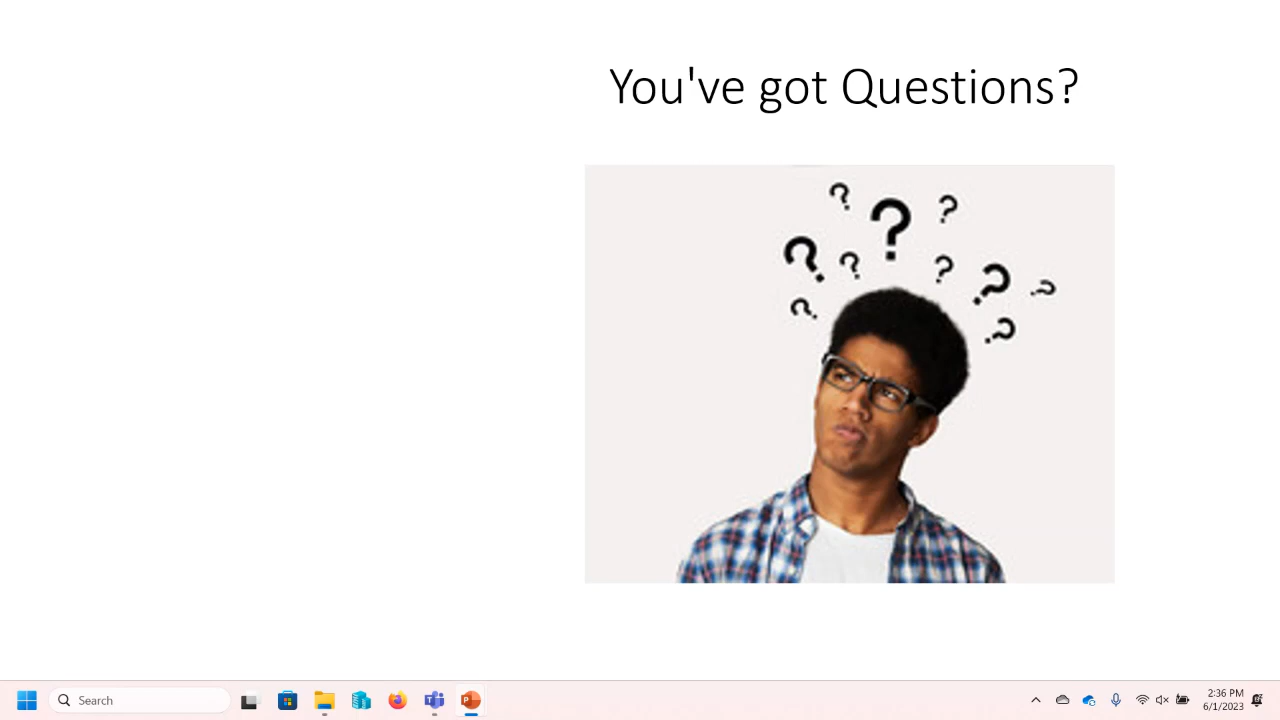 You've got Questions?
? ? ?
? ? ? ? ?
? ?
Search
2:36 PM
6/1/2023